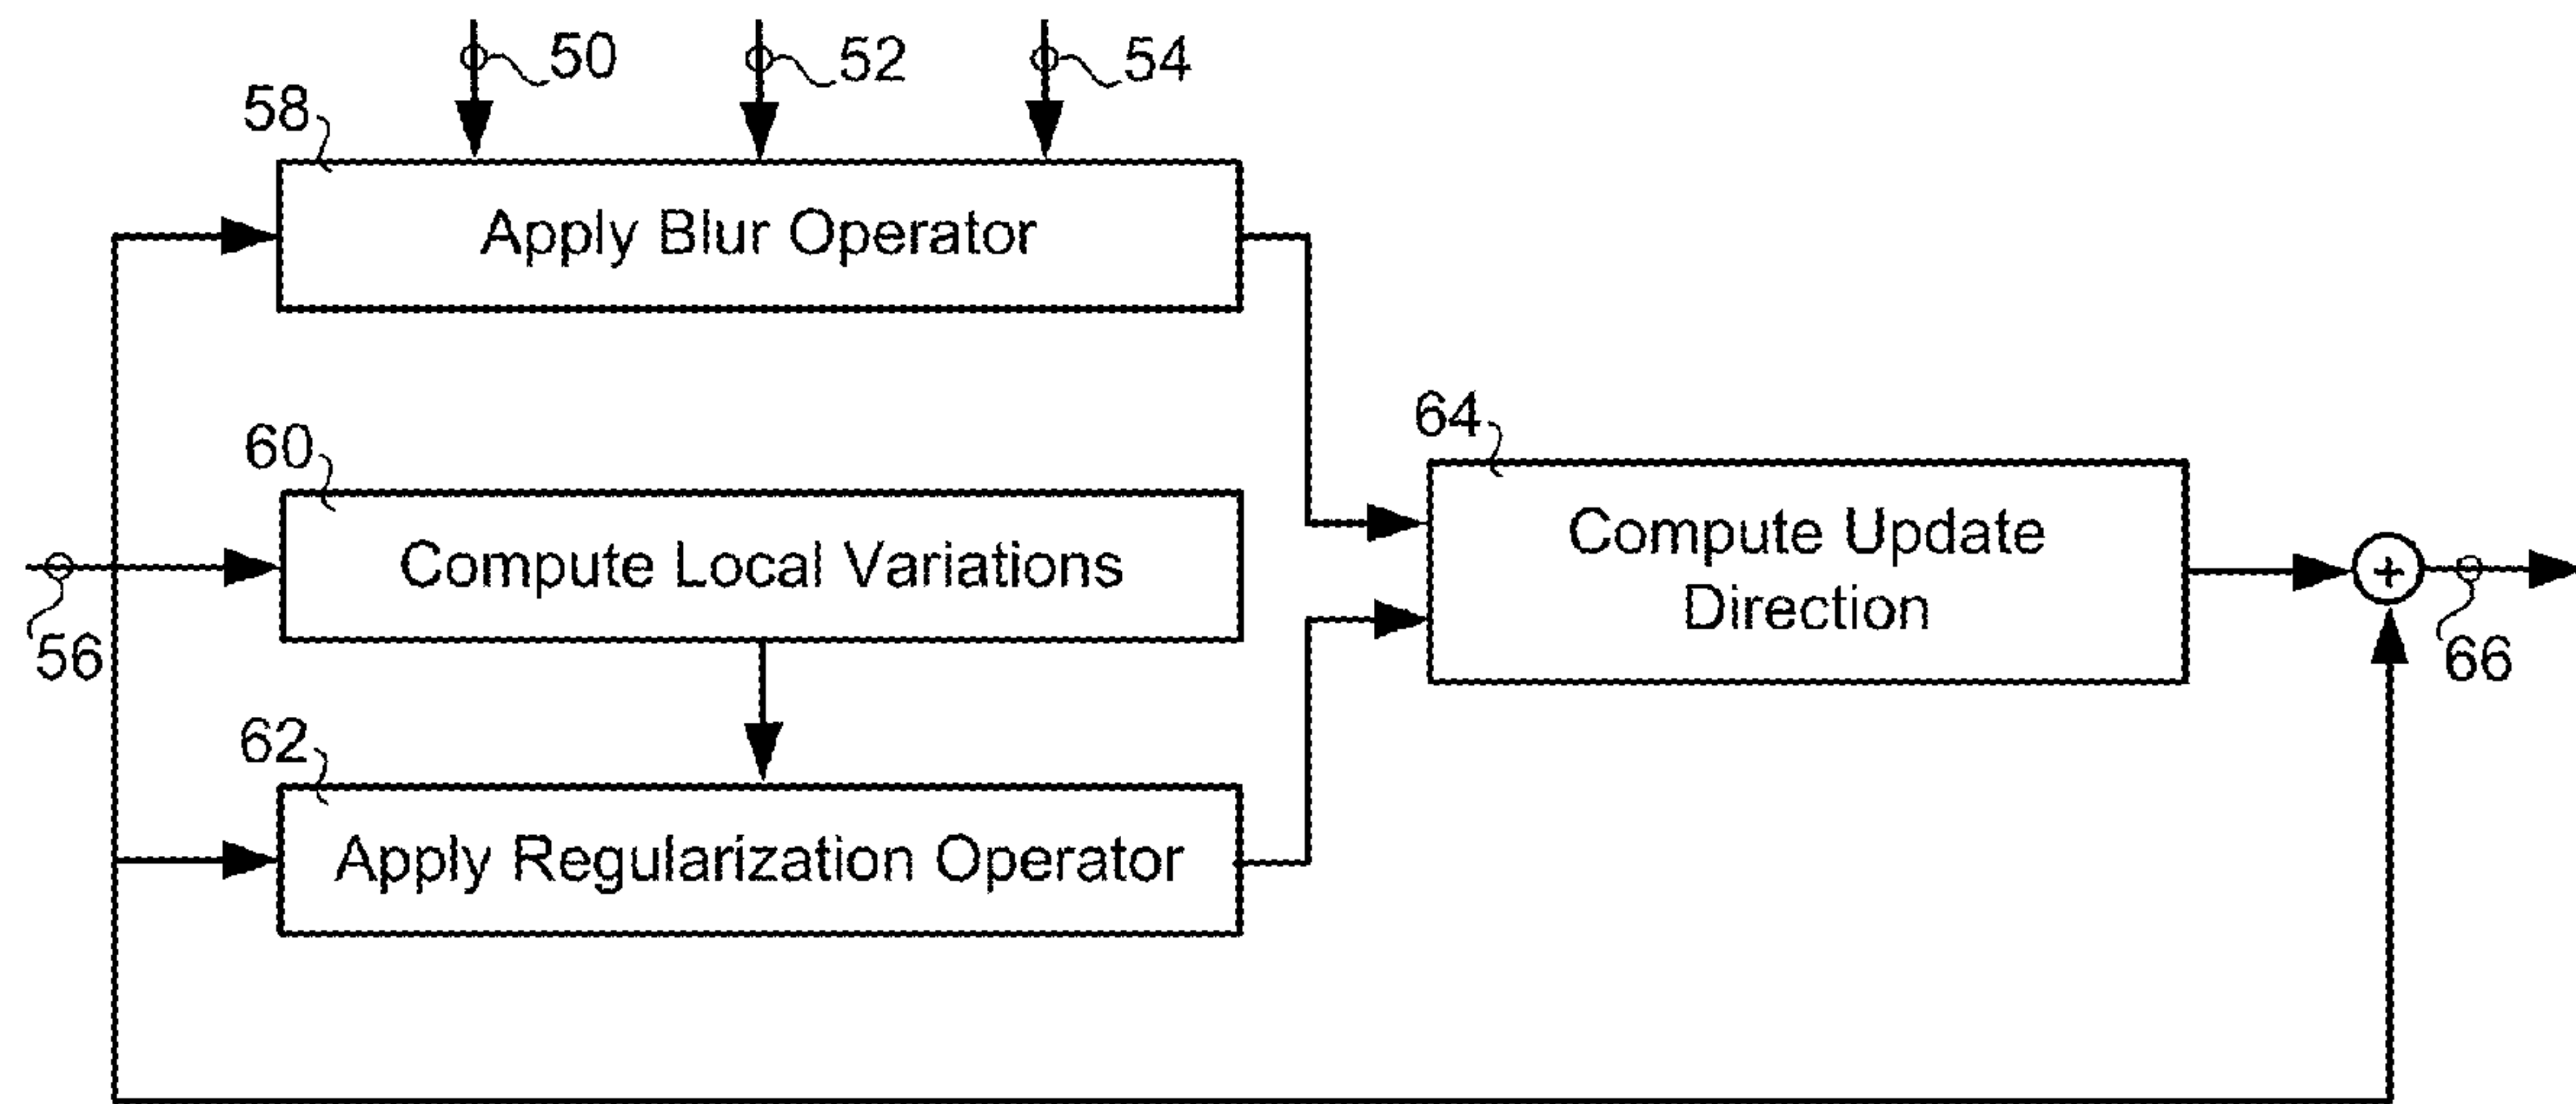 50
52
54
58
Apply Blur Operator
60
Compute Local Variations
56
62
Apply Regularization Operator
64
Compute Update
Direction
+
66